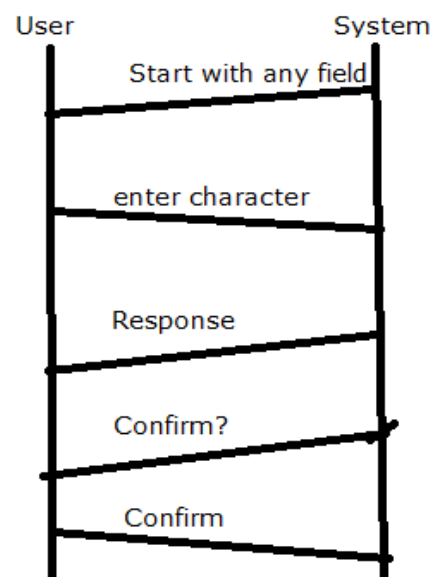 User System
Start with any field
enter character
Response
Confirm?
Confirm